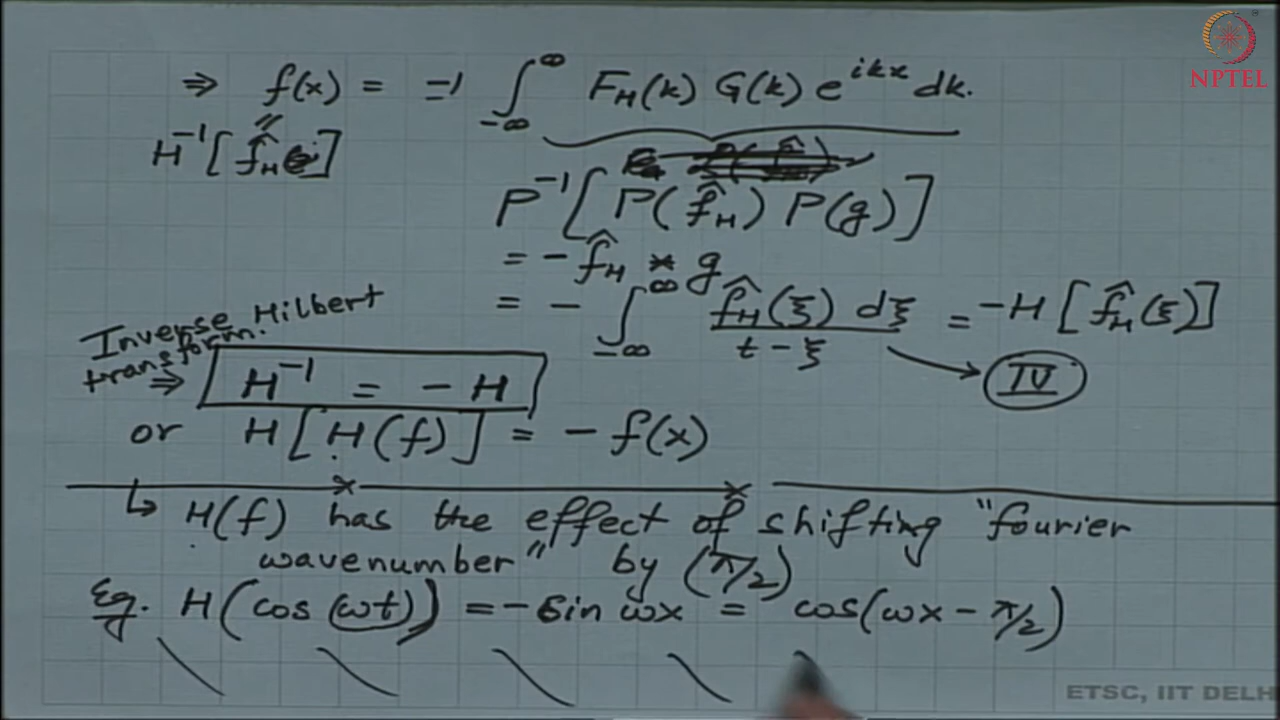 NPTEL
⇒ f(x) = -1 ∫_{-∞}^{∞} F_H(k) G(k) e^{ikx} dk.
H^{-1}[f̂_H]
P^{-1}[P(f̂_H) P(g)]
= - f̂_H * g
= - ∫_{-∞}^{∞} f̂_H(ξ) dξ / t - ξ = -H[f̂_H(ξ)]
Inverse Hilbert
transform.
⇒ H^{-1} = - H
IV
or H[H(f)] = - f(x)
↳ H(f) has the effect of shifting "fourier
wavenumber" by (π/2)
Eg. H(cos(ωt)) = - sin ωx = cos(ωx - π/2)
ETSC, IIT DELH